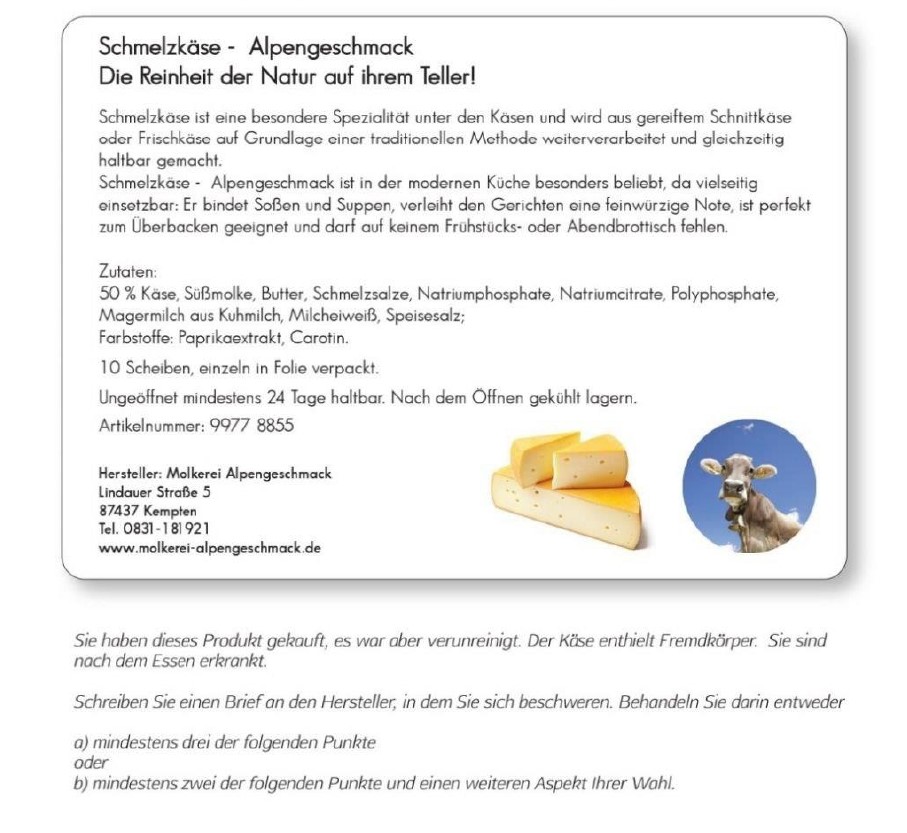 Schmelzkäse - Alpengeschmack
Die Reinheit der Natur auf ihrem Teller!
Schmelzkäse ist eine besondere Spezialität unter den Käsen und wird aus gereiftem Schnittkäse
oder Frischkäse auf Grundlage einer traditionellen Methode weiterverarbeitet und gleichzeitig
haltbar gemacht.
Schmelzkäse - Alpengeschmack ist in der modernen Küche besonders beliebt, da vielseitig
einsetzbar: Er bindet Soßen und Suppen, verleiht den Gerichten eine feinwürzige Note, ist perfekt
zum Überbacken geeignet und darf auf keinem Frühstücks- oder Abendbrottisch fehlen.
Zutaten:
50 % Käse, Süßmolke, Butter, Schmelzsalze, Natriumphosphate, Natriumcitrate, Polyphosphate,
Magermilch aus Kuhmilch, Milcheiweiß, Speisesalz;
Farbstoffe: Paprikaextrakt, Carotin.
10 Scheiben, einzeln in Folie verpackt.
Ungeöffnet mindestens 24 Tage haltbar. Nach dem Öffnen gekühlt lagern.
Artikelnummer: 9977 8855
Hersteller: Molkerei Alpengeschmack
Lindauer Straße 5
87437 Kempten
Tel. 0831-181921
www.molkerei-alpengeschmack.de
Sie haben dieses Produkt gekauft, es war aber verunreinigt. Der Käse enthielt Fremdkörper. Sie sind
nach dem Essen erkrankt.
Schreiben Sie einen Brief an den Hersteller, in dem Sie sich beschweren. Behandeln Sie darin entweder
a) mindestens drei der folgenden Punkte
oder
b) mindestens zwei der folgenden Punkte und einen weiteren Aspekt Ihrer Wahl.